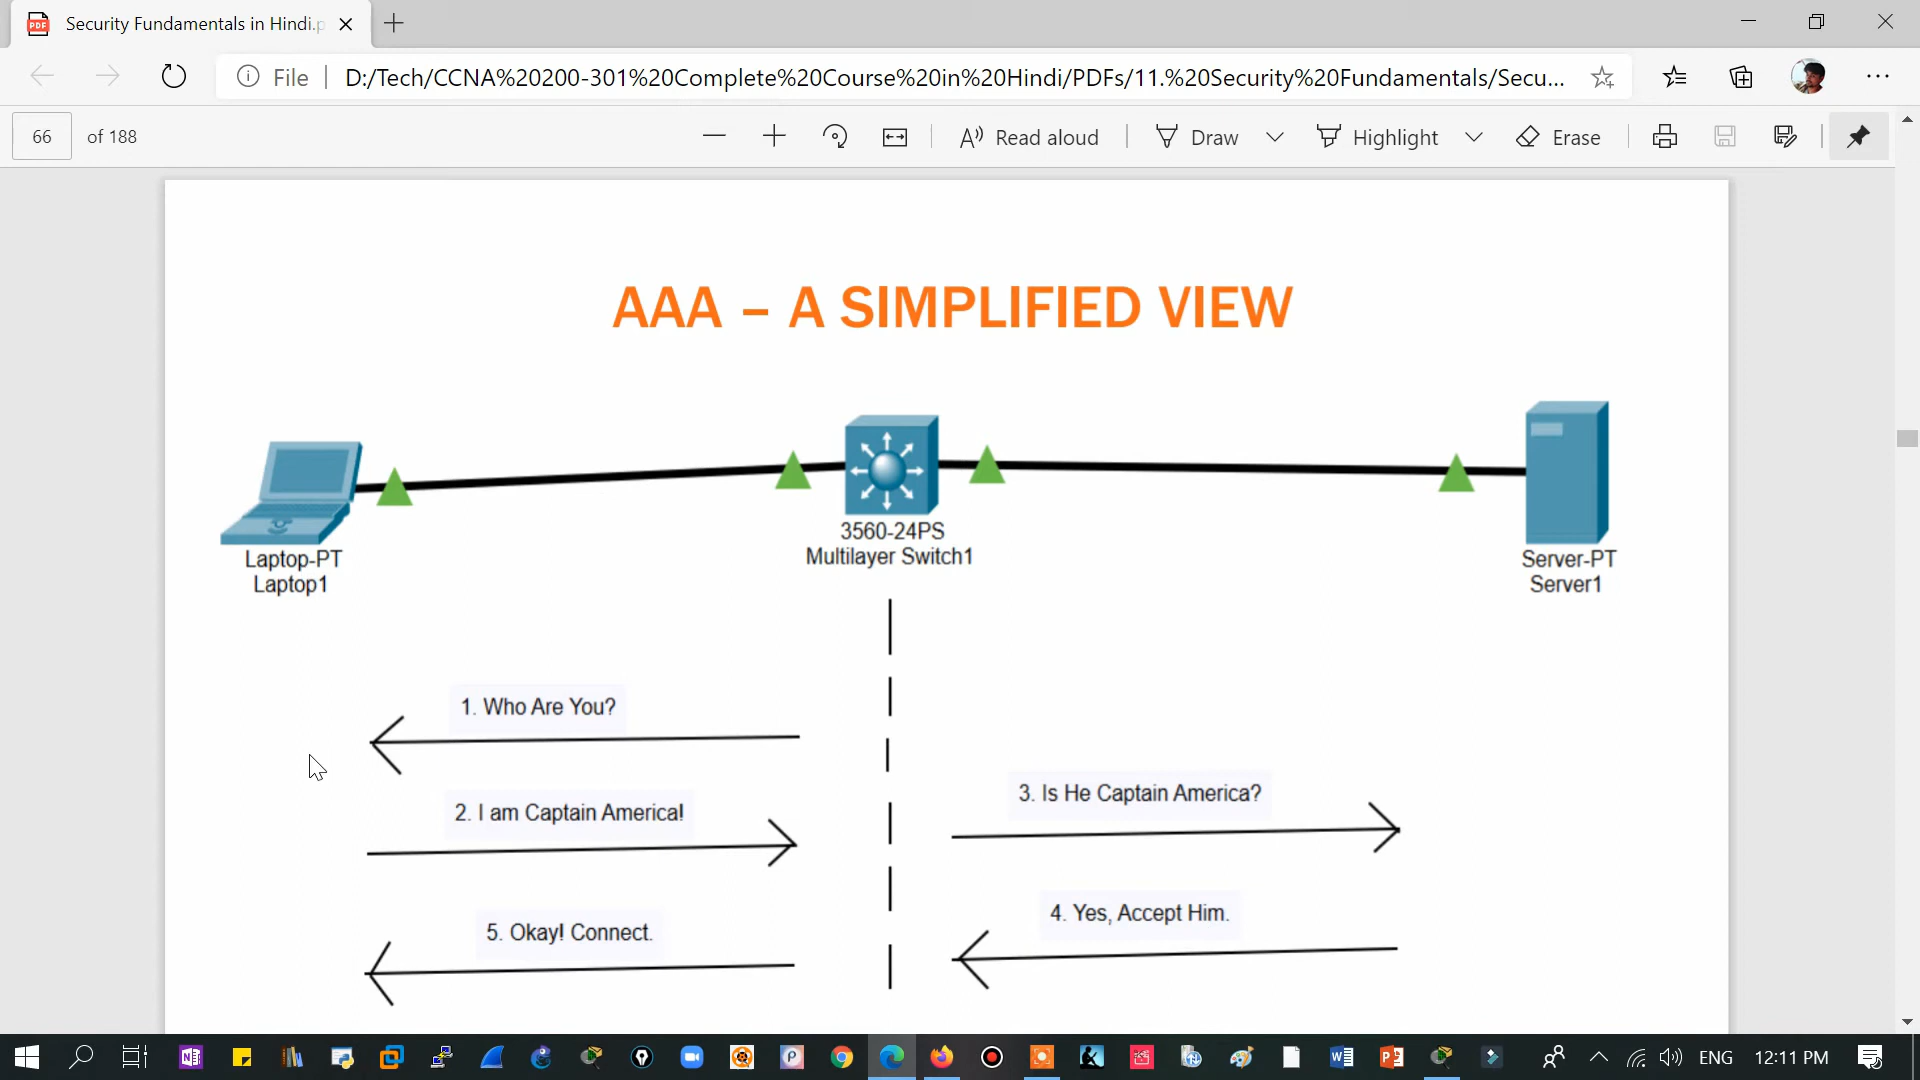 Security Fundamentals in Hindi.p
File
D:/Tech/CCNA%20200-301%20Complete%20Course%20in%20Hindi/PDFs/11.%20Security%20Fundamentals/Secu...
66 of 188
Read aloud
Draw
Highlight
Erase
AAA – A SIMPLIFIED VIEW
3560-24PS
Multilayer Switch1
Laptop-PT
Laptop1
Server-PT
Server1
1. Who Are You?
2. I am Captain America!
3. Is He Captain America?
4. Yes, Accept Him.
5. Okay! Connect.
ENG
12:11 PM